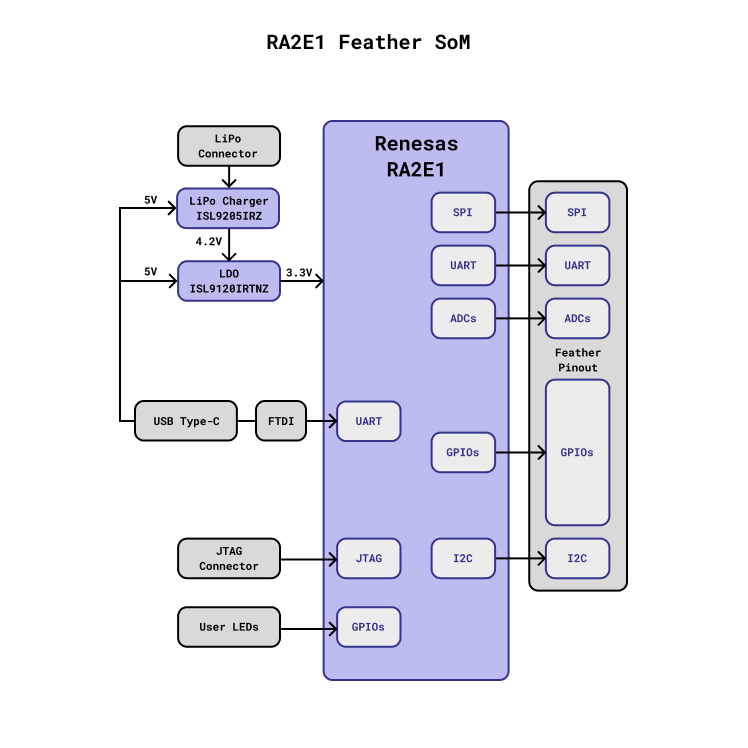 RA2E1 Feather SoM
LiPo
Connector
5V
LiPo Charger
ISL9205IRZ
4.2V
5V
LDO
ISL9120IRTNZ
3.3V
USB Type-C
FTDI
JTAG
Connector
User LEDs
Renesas
RA2E1
SPI
UART
ADCs
UART
GPIOs
JTAG
I2C
GPIOs
SPI
UART
ADCs
Feather
Pinout
GPIOs
I2C